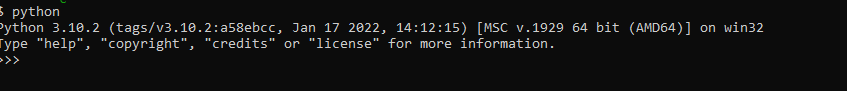 $ python
Python 3.10.2 (tags/v3.10.2:a58ebcc, Jan 17 2022, 14:12:15) [MSC v.1929 64 bit (AMD64)] on win32
Type "help", "copyright", "credits" or "license" for more information.
>>>